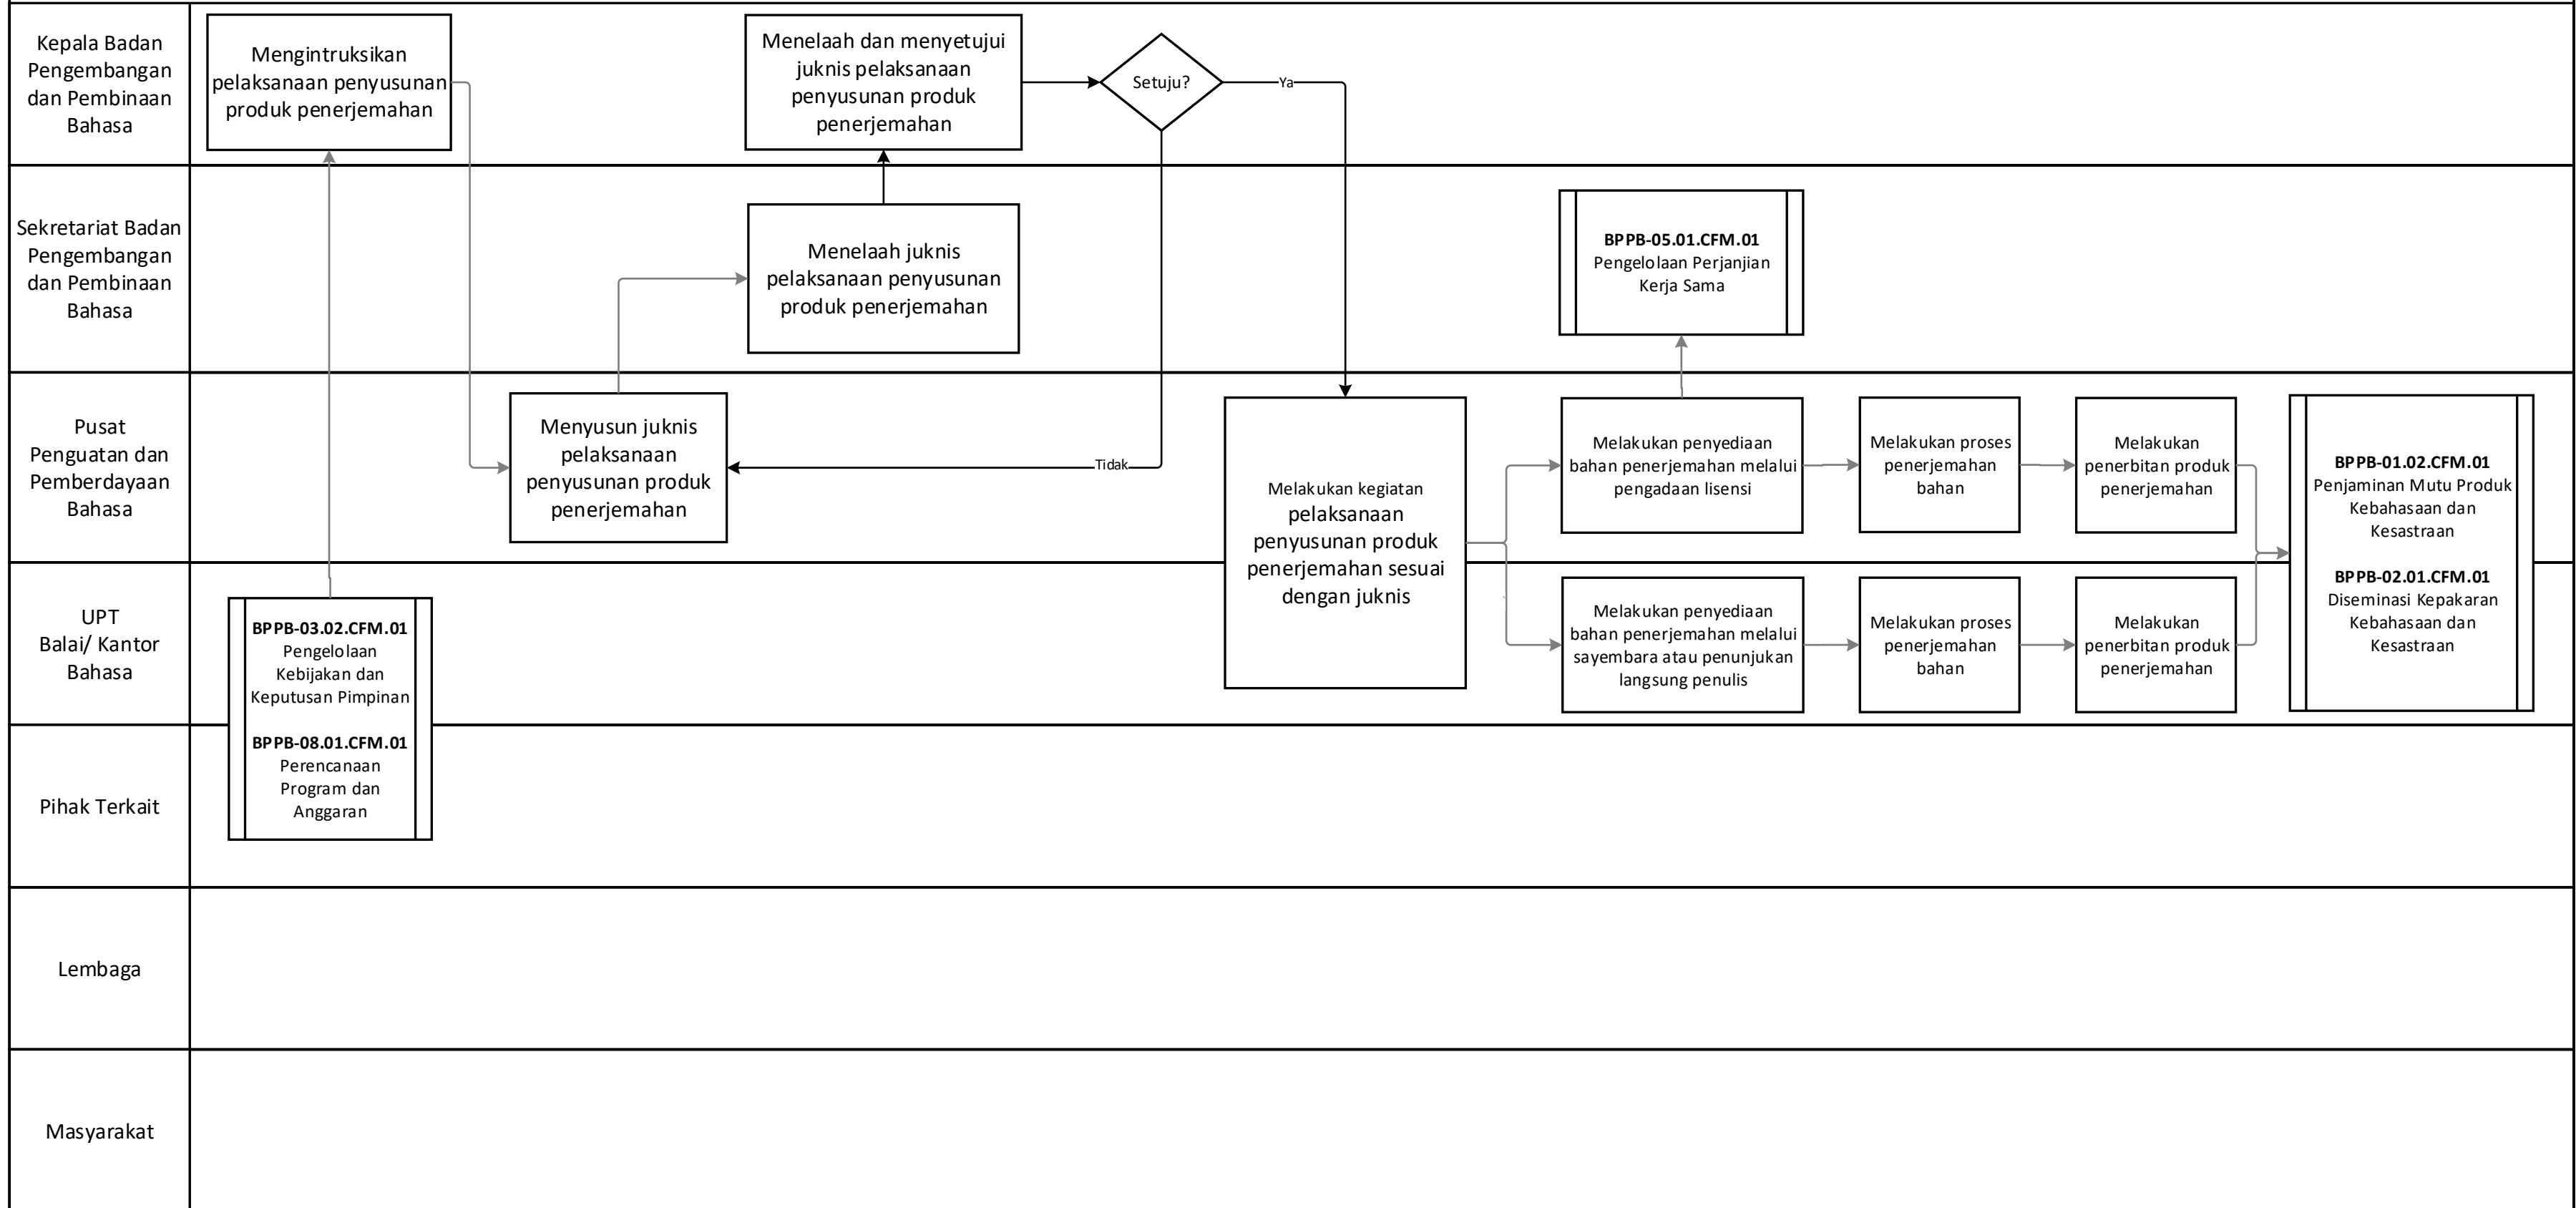 Kepala Badan
Pengembangan
dan Pembinaan
Bahasa
Mengintruksikan
pelaksanaan penyusunan
produk penerjemahan
Menelaah dan menyetujui
juknis pelaksanaan
penyusunan produk
penerjemahan
Setuju?
Ya
Sekretariat Badan
Pengembangan
dan Pembinaan
Bahasa
Menelaah juknis
pelaksanaan penyusunan
produk penerjemahan
BPPB-05.01.CFM.01
Pengelolaan Perjanjian
Kerja Sama
Pusat
Penguatan dan
Pemberdayaan
Bahasa
Menyusun juknis
pelaksanaan
penyusunan produk
penerjemahan
Tidak
Melakukan kegiatan
pelaksanaan
penyusunan produk
penerjemahan sesuai
dengan juknis
Melakukan penyediaan
bahan penerjemahan melalui
pengadaan lisensi
Melakukan proses
penerjemahan
bahan
Melakukan
penerbitan produk
penerjemahan
BPPB-01.02.CFM.01
Penjaminan Mutu Produk
Kebahasaan dan
Kesastraan
BPPB-02.01.CFM.01
Diseminasi Kepakaran
Kebahasaan dan
Kesastraan
UPT
Balai/ Kantor
Bahasa
BPPB-03.02.CFM.01
Pengelolaan
Kebijakan dan
Keputusan Pimpinan
BPPB-08.01.CFM.01
Perencanaan
Program dan
Anggaran
Melakukan penyediaan
bahan penerjemahan melalui
sayembara atau penunjukan
langsung penulis
Melakukan proses
penerjemahan
bahan
Melakukan
penerbitan produk
penerjemahan
Pihak Terkait
Lembaga
Masyarakat